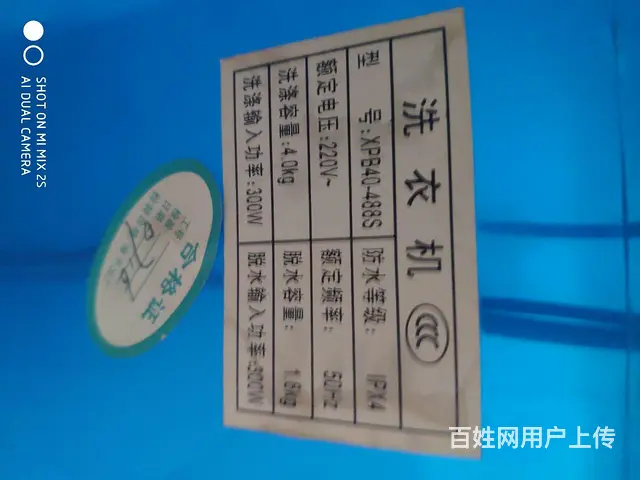 洗衣机
型 号:XPB40-488S 防水等级: IPX4
额定电压:220V~ 额定频率: 50Hz
洗涤容量:4.0kg 脱水容量: 1.8kg
洗涤输入功率:300W 脱水输入功率:300W
合格证
SHOT ON MI MIX 2S
AI DUAL CAMERA
百姓网用户上传